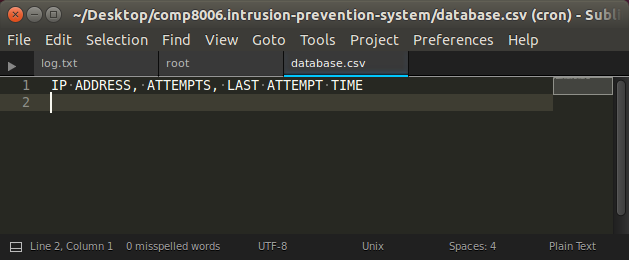 ~/Desktop/comp8006.intrusion-prevention-system/database.csv (cron) - Subl
File Edit Selection Find View Goto Tools Project Preferences Help
log.txt root database.csv
1 IP ADDRESS, ATTEMPTS, LAST ATTEMPT TIME
2
Line 2, Column 1 0 misspelled words UTF-8 Unix Spaces: 4 Plain Text